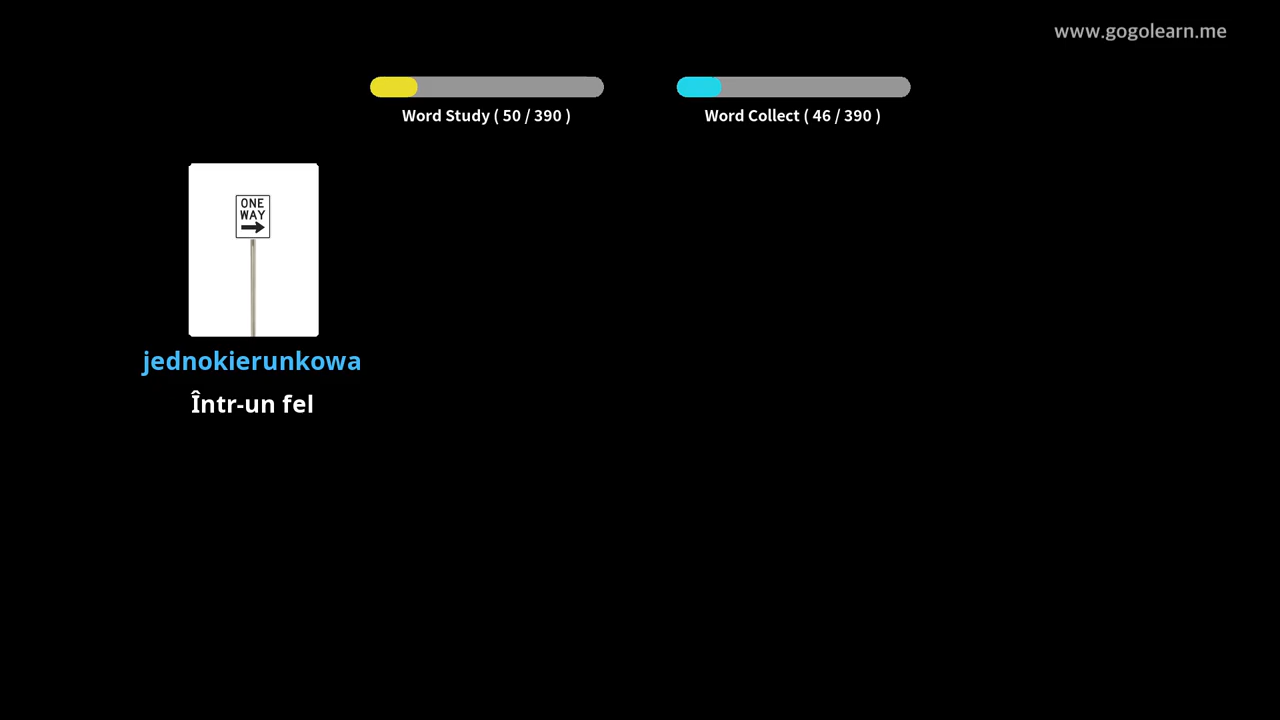 www.gogolearn.me
Word Study ( 50 / 390 )
Word Collect ( 46 / 390 )
ONE
WAY
jednokierunkowa
Într-un fel